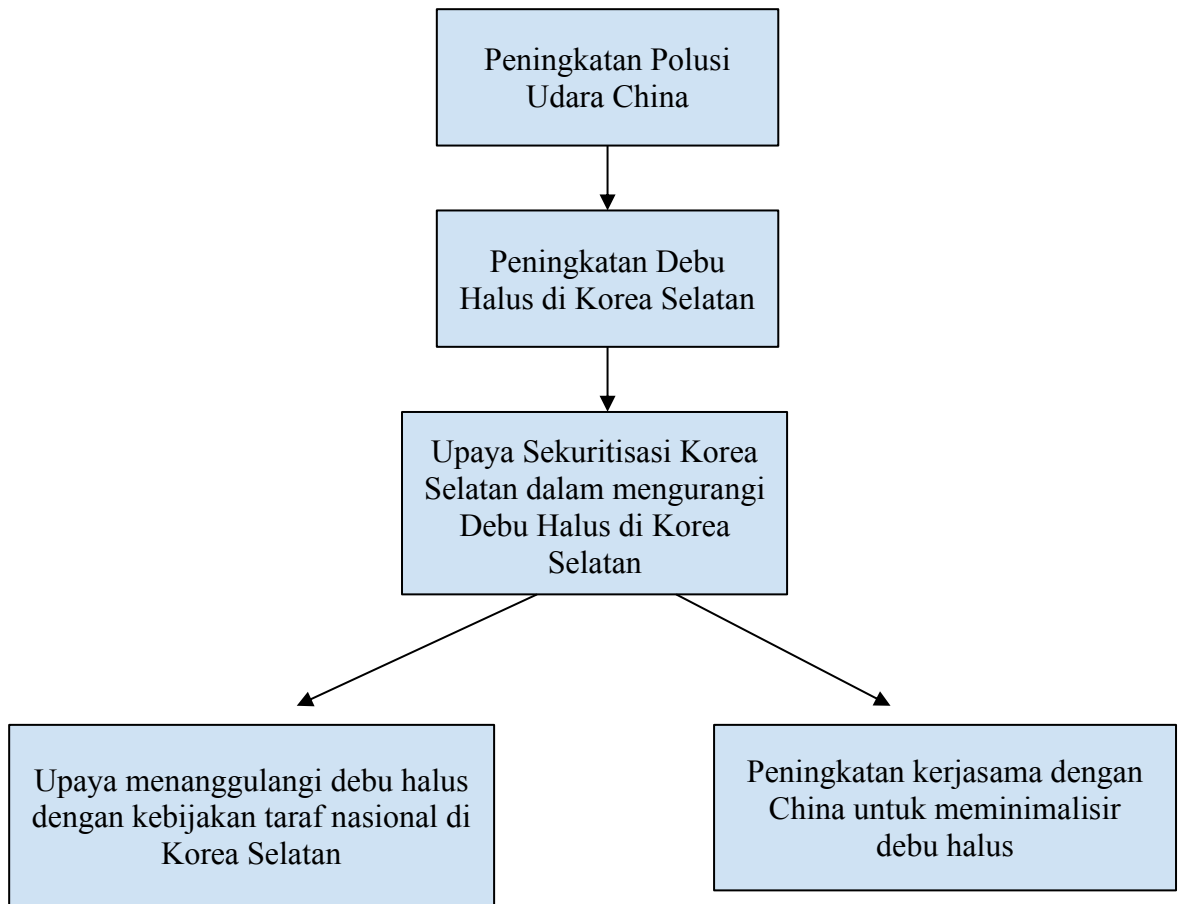 Peningkatan Polusi
Udara China
Peningkatan Debu
Halus di Korea Selatan
Upaya Sekuritisasi Korea
Selatan dalam mengurangi
Debu Halus di Korea
Selatan
Upaya menanggulangi debu halus
dengan kebijakan taraf nasional di
Korea Selatan
Peningkatan kerjasama dengan
China untuk meminimalisir
debu halus